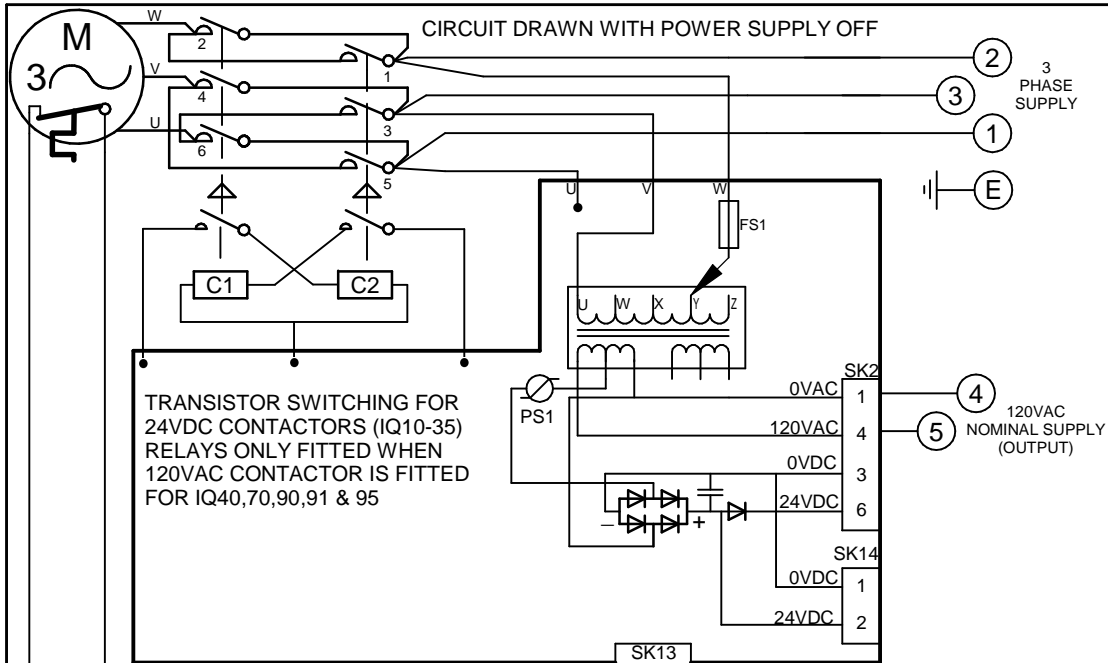 CIRCUIT DRAWN WITH POWER SUPPLY OFF
W
M
3
2
1
2
3
PHASE
SUPPLY
V
4
3
3
U
6
5
1
U
V
W
E
FS1
C1
C2
U
W
X
Y
Z
TRANSISTOR SWITCHING FOR
24VDC CONTACTORS (IQ10-35)
RELAYS ONLY FITTED WHEN
120VAC CONTACTOR IS FITTED
FOR IQ40,70,90,91 & 95
PS1
SK2
0VAC
1
4
120VAC
NOMINAL SUPPLY
(OUTPUT)
120VAC
4
5
0VDC
3
24VDC
6
−
+
SK14
0VDC
1
24VDC
2
SK13